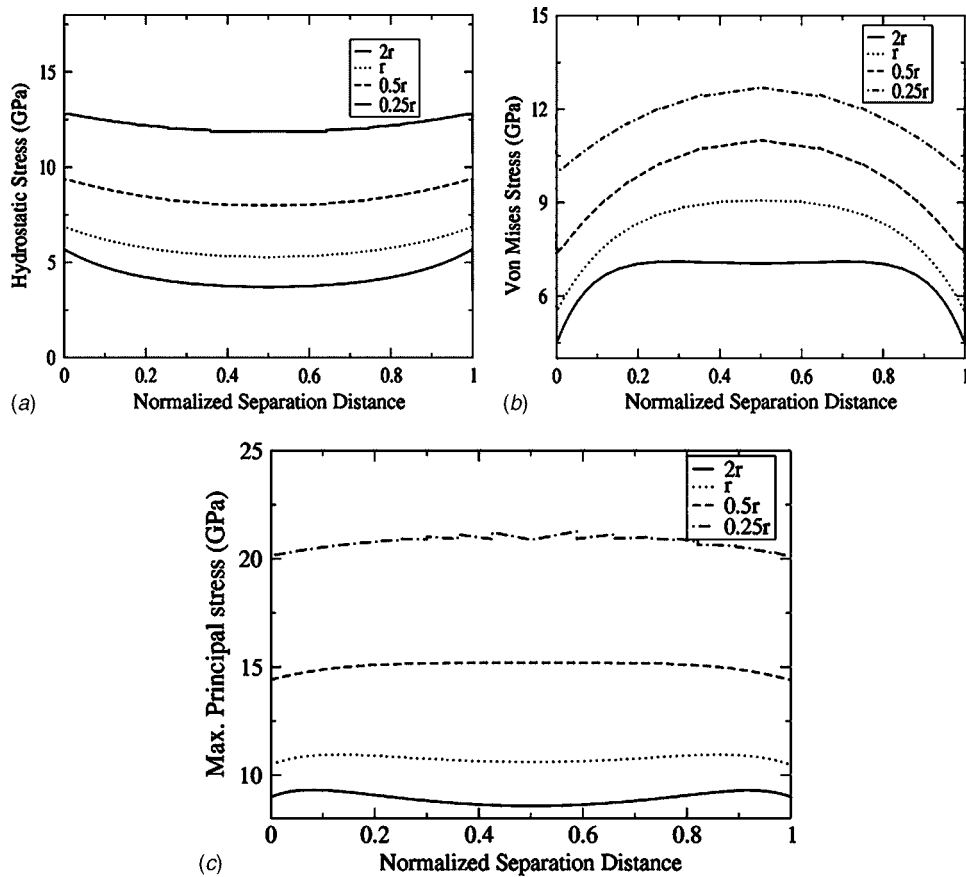 Hydrostatic Stress (GPa)
15
10
5
0
2r
r
0.5r
0.25r
0 0.2 0.4 0.6 0.8 1
Normalized Separation Distance
(a)
Von Mises Stress (GPa)
15
12
9
6
2r
r
0.5r
0.25r
0 0.2 0.4 0.6 0.8 1
Normalized Separation Distance
(b)
Max. Principal stress (GPa)
25
20
15
10
2r
r
0.5r
0.25r
0 0.2 0.4 0.6 0.8 1
Normalized Separation Distance
(c)